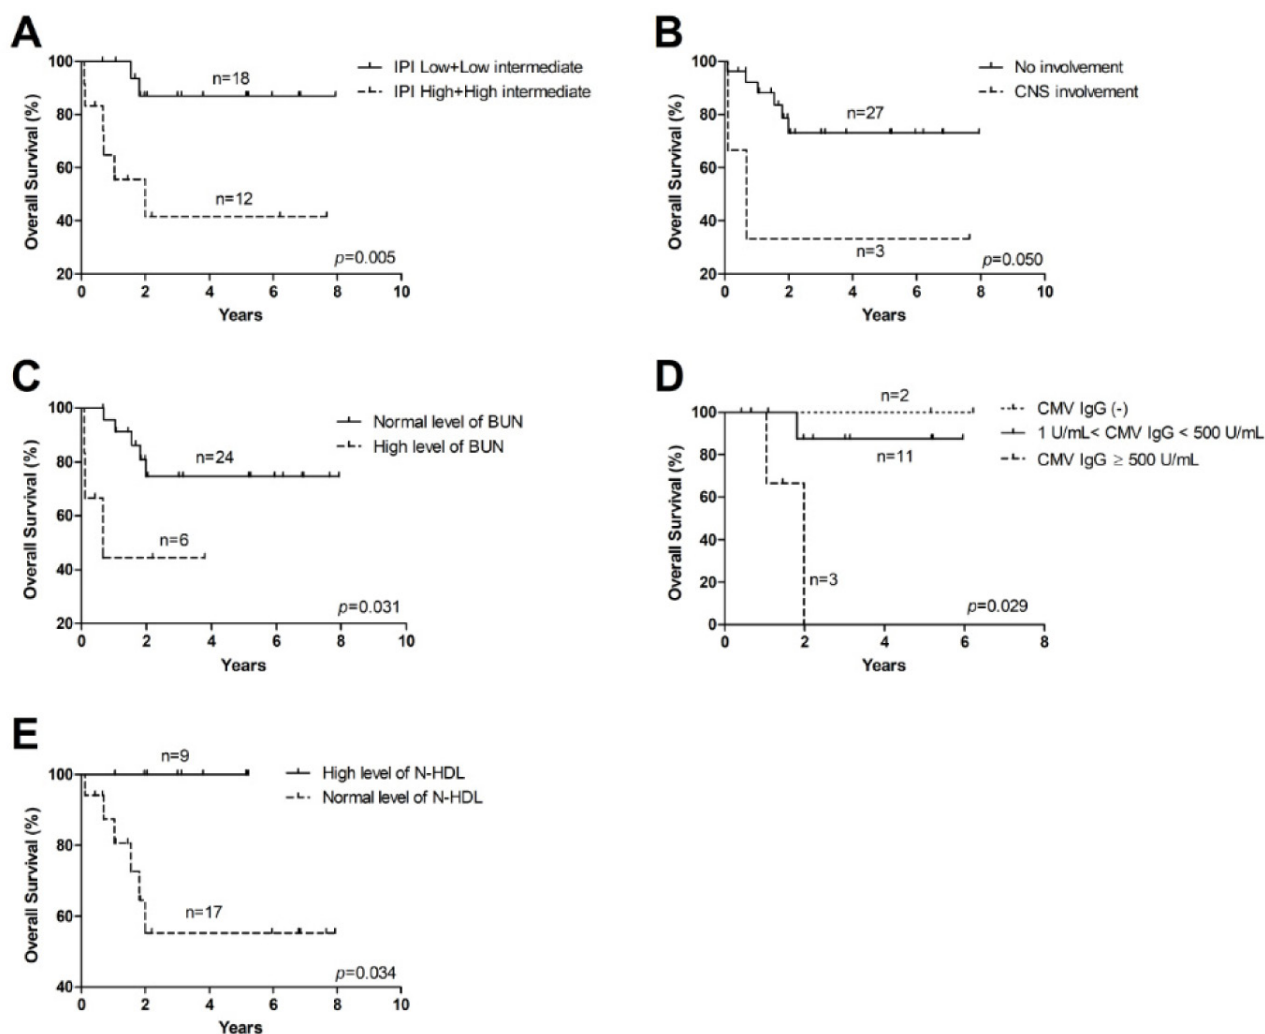 A
100
80
60
40
20
0 2 4 6 8 10
Overall Survival (%)
Years
n=18
n=12
IPI Low+Low intermediate
IPI High+High intermediate
p=0.005
B
100
80
60
40
20
0 2 4 6 8 10
Overall Survival (%)
Years
n=27
n=3
No involvement
CNS involvement
p=0.050
C
100
80
60
40
20
0 2 4 6 8 10
Overall Survival (%)
Years
n=24
n=6
Normal level of BUN
High level of BUN
p=0.031
D
100
80
60
40
20
0
0 2 4 6 8
Overall Survival (%)
Years
n=2
n=11
n=3
CMV IgG (-)
1 U/mL< CMV IgG < 500 U/mL
CMV IgG ≥ 500 U/mL
p=0.029
E
100
80
60
40
0 2 4 6 8 10
Overall Survival (%)
Years
n=9
n=17
High level of N-HDL
Normal level of N-HDL
p=0.034